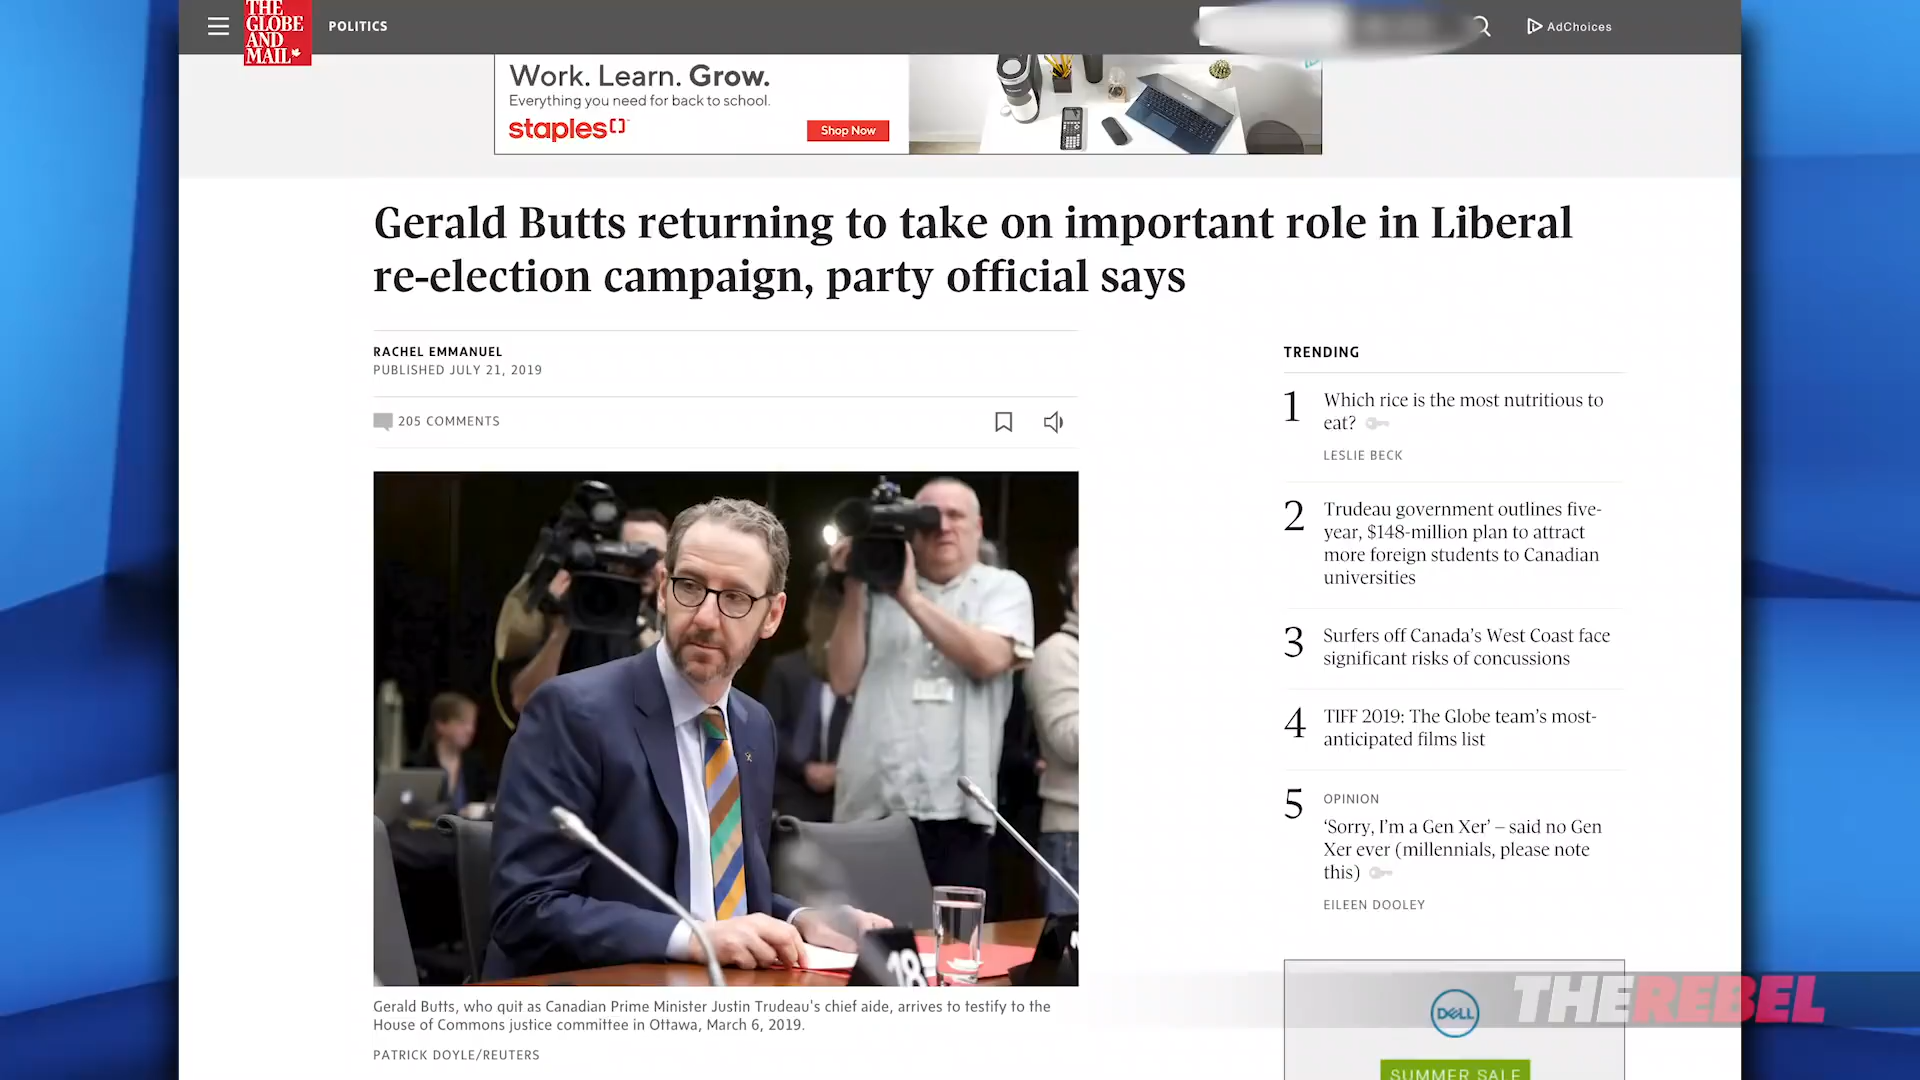 THE
GLOBE
AND
MAIL
POLITICS
AdChoices
Work. Learn. Grow.
Everything you need for back to school.
staples
Shop Now
Gerald Butts returning to take on important role in Liberal
re-election campaign, party official says
RACHEL EMMANUEL
PUBLISHED JULY 21, 2019
205 COMMENTS
18
Gerald Butts, who quit as Canadian Prime Minister Justin Trudeau's chief aide, arrives to testify to the
House of Commons justice committee in Ottawa, March 6, 2019.
PATRICK DOYLE/REUTERS
TRENDING
1
Which rice is the most nutritious to
eat?
LESLIE BECK
2
Trudeau government outlines five-
year, $148-million plan to attract
more foreign students to Canadian
universities
3
Surfers off Canada's West Coast face
significant risks of concussions
4
TIFF 2019: The Globe team's most-
anticipated films list
5
OPINION
‘Sorry, I’m a Gen Xer’ – said no Gen
Xer ever (millennials, please note
this)
EILEEN DOOLEY
DELL
SUMMER SALE
THE REBEL